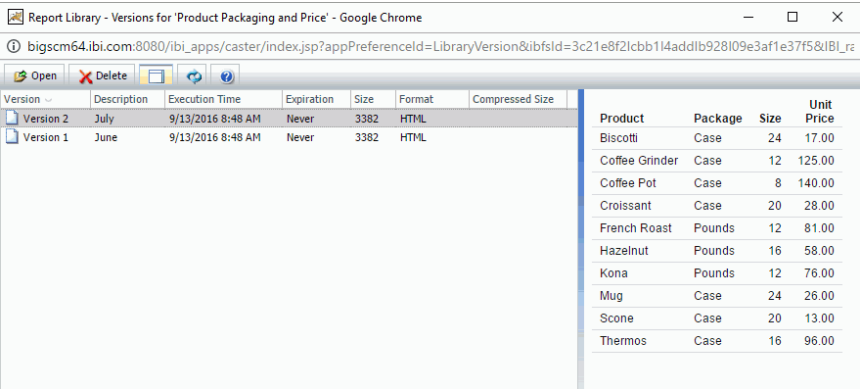 Report Library - Versions for 'Product Packaging and Price' - Google Chrome
bigscm64.ibi.com:8080/ibi_apps/caster/index.jsp?appPreferenceId=LibraryVersion&ibfsId=3c21e8f2lcbb1l4addlb928l09e3af1e37f5&IBI_ra
Open Delete
Version Description Execution Time Expiration Size Format Compressed Size
Version 2 July 9/13/2016 8:48 AM Never 3382 HTML
Version 1 June 9/13/2016 8:48 AM Never 3382 HTML
Product Package Size Unit Price
Biscotti Case 24 17.00
Coffee Grinder Case 12 125.00
Coffee Pot Case 8 140.00
Croissant Case 20 28.00
French Roast Pounds 12 81.00
Hazelnut Pounds 16 58.00
Kona Pounds 12 76.00
Mug Case 24 26.00
Scone Case 20 13.00
Thermos Case 16 96.00